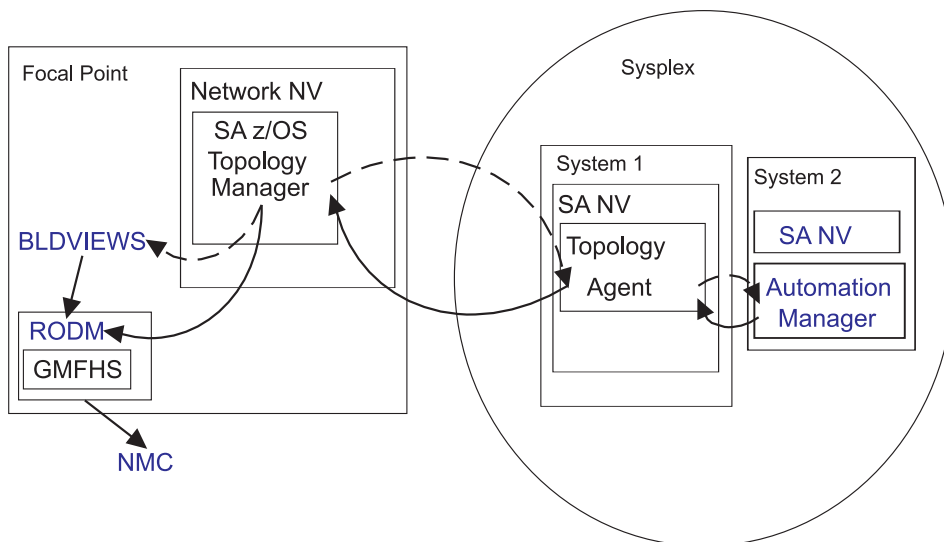 Focal Point
Network NV
SA z/OS
Topology
Manager
BLDVIEWS
RODM
GMFHS
NMC
Sysplex
System 1
SA NV
Topology
Agent
System 2
SA NV
Automation
Manager